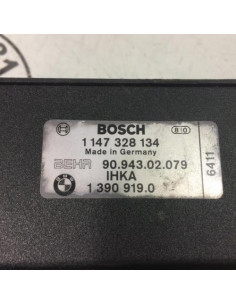 BOSCH
1 147 328 134
Made in Germany
BEHR 90.943.02.079
IHKA
1 390 919.0
6411